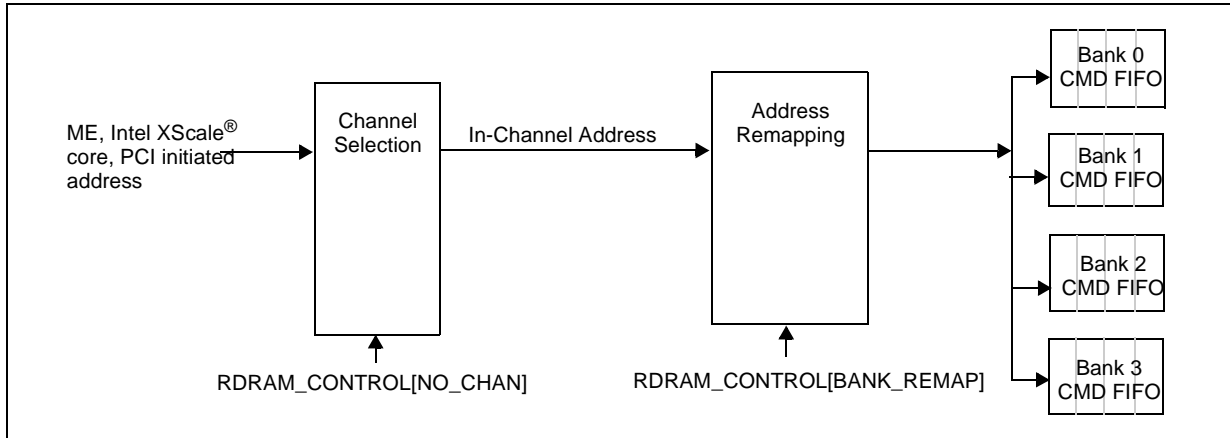 Bank 0
CMD FIFO
ME, Intel XScale®
core, PCI initiated
address
Channel
Selection
In-Channel Address
Address
Remapping
Bank 1
CMD FIFO
Bank 2
CMD FIFO
Bank 3
CMD FIFO
RDRAM_CONTROL[NO_CHAN]
RDRAM_CONTROL[BANK_REMAP]